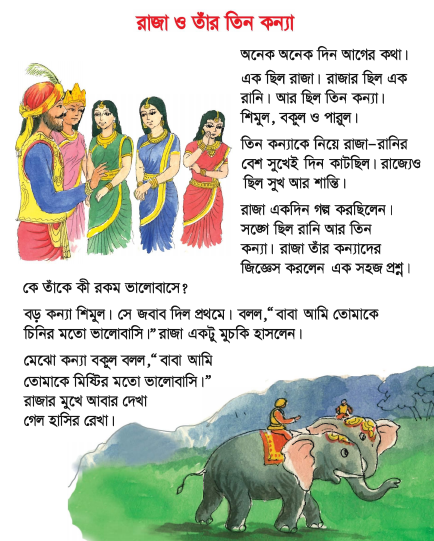 রাজা ও তাঁর তিন কন্যা
অনেক অনেক দিন আগের কথা।
এক ছিল রাজা। রাজার ছিল এক
রানি। আর ছিল তিন কন্যা।
শিমুল, বকুল ও পারুল।
তিন কন্যাকে নিয়ে রাজা-রানির
বেশ সুখেই দিন কাটছিল। রাজ্যেও
ছিল সুখ আর শান্তি।
রাজা একদিন গল্প করছিলেন।
সঙ্গে ছিল রানি আর তিন
কন্যা। রাজা তাঁর কন্যাদের
জিজ্ঞেস করলেন এক সহজ প্রশ্ন।
কে তাঁকে কী রকম ভালোবাসে?
বড় কন্যা শিমুল। সে জবাব দিল প্রথমে। বলল,“ বাবা আমি তোমাকে
চিনির মতো ভালোবাসি।” রাজা একটু মুচকি হাসলেন।
মেঝো কন্যা বকুল বলল,“ বাবা আমি
তোমাকে মিষ্টির মতো ভালোবাসি।”
রাজার মুখে আবার দেখা
গেল হাসির রেখা।